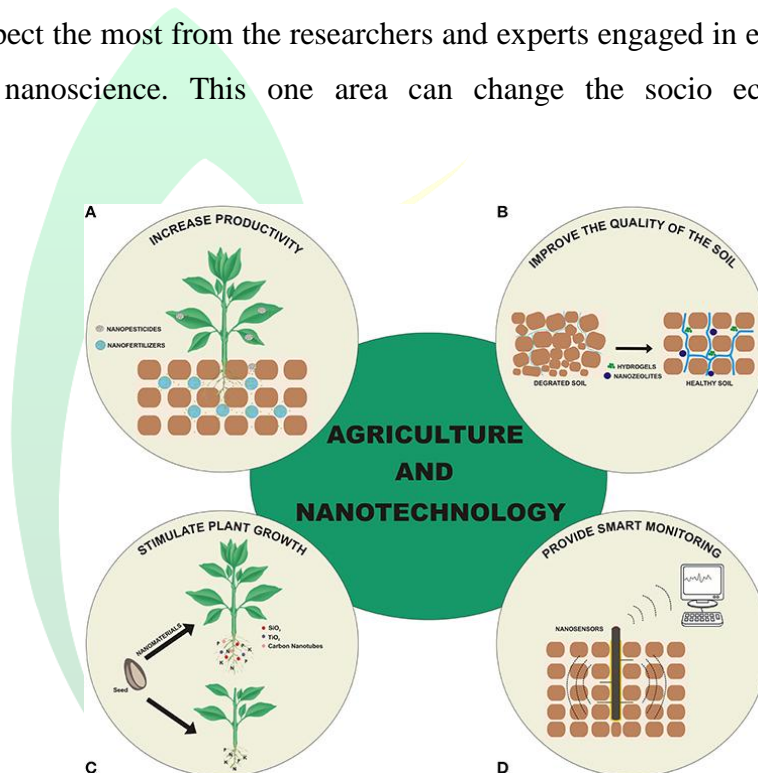 pect the most from the researchers and experts engaged in e
nanoscience. This one area can change the socio ec
A
INCREASE PRODUCTIVITY
NANOPESTICIDES
NANOFERTILIZERS
B
IMPROVE THE QUALITY OF THE SOIL
HYDROGELS
NANOZEOLITES
DEGRATED SOIL
HEALTHY SOIL
AGRICULTURE
AND
NANOTECHNOLOGY
STIMULATE PLANT GROWTH
NANOMATERIALS
SiO₂
TiO₂
Carbon Nanotubes
Seed
C
PROVIDE SMART MONITORING
NANOSENSORS
D